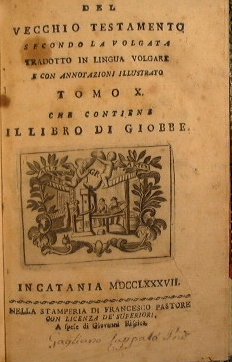 DEL
VECCHIO TESTAMENTO
SECONDO LA VOLGATA
TRADOTTO IN LINGUA VOLGARE
E CON ANNOTAZIONI ILLUSTRATO
TOMO X.
CHE CONTIENE
IL LIBRO DI GIOBBE.
IN CATANIA MDCCLXXXVII.
NELLA STAMPERIA DI FRANCESCO PASTORE
CON LICENZA DE' SUPERIORI,
A spese di Giovanni
Gagliano